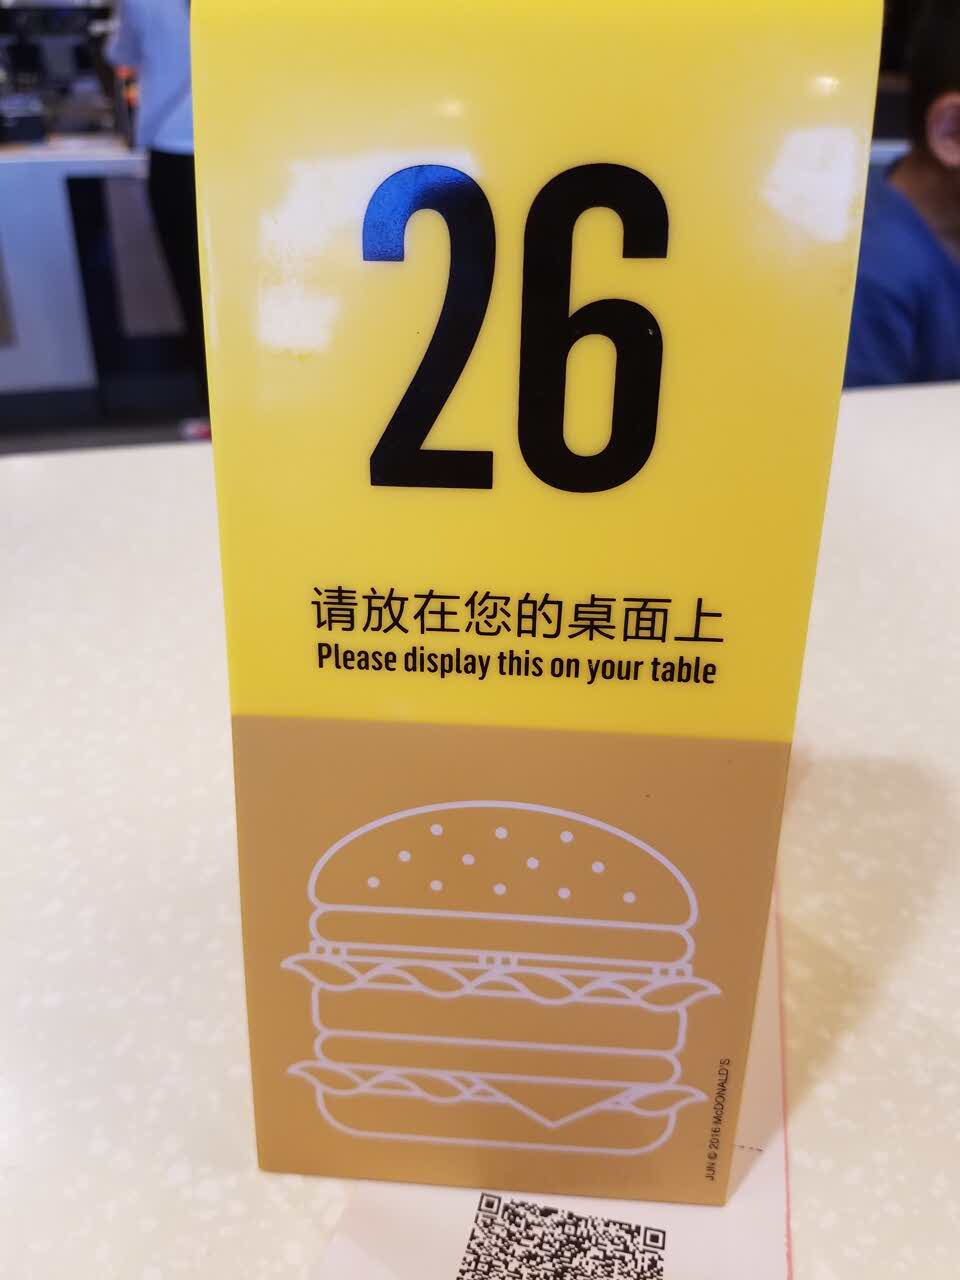 26
请放在您的桌面上
Please display this on your table
JUN © 2016 McDONALD'S